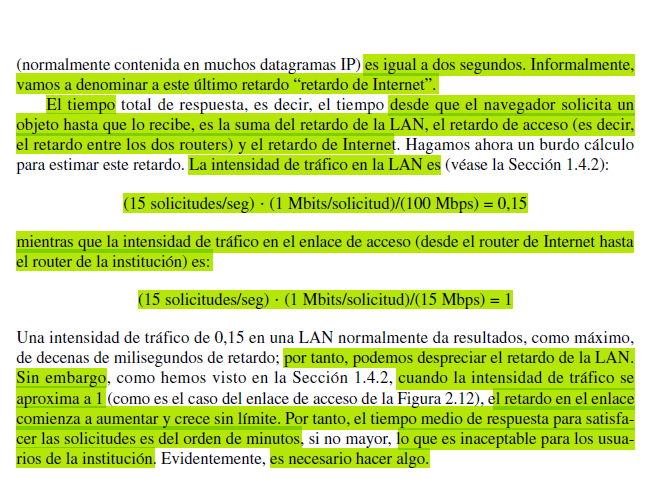 (normalmente contenida en muchos datagramas IP) es igual a dos segundos. Informalmente,
vamos a denominar a este último retardo “retardo de Internet”.
El tiempo total de respuesta, es decir, el tiempo desde que el navegador solicita un
objeto hasta que lo recibe, es la suma del retardo de la LAN, el retardo de acceso (es decir,
el retardo entre los dos routers) y el retardo de Internet. Hagamos ahora un burdo cálculo
para estimar este retardo. La intensidad de tráfico en la LAN es (véase la Sección 1.4.2):
(15 solicitudes/seg) · (1 Mbits/solicitud)/(100 Mbps) = 0,15
mientras que la intensidad de tráfico en el enlace de acceso (desde el router de Internet hasta
el router de la institución) es:
(15 solicitudes/seg) · (1 Mbits/solicitud)/(15 Mbps) = 1
Una intensidad de tráfico de 0,15 en una LAN normalmente da resultados, como máximo,
de decenas de milisegundos de retardo; por tanto, podemos despreciar el retardo de la LAN.
Sin embargo, como hemos visto en la Sección 1.4.2, cuando la intensidad de tráfico se
aproxima a 1 (como es el caso del enlace de acceso de la Figura 2.12), el retardo en el enlace
comienza a aumentar y crece sin límite. Por tanto, el tiempo medio de respuesta para satisfa-
cer las solicitudes es del orden de minutos, si no mayor, lo que es inaceptable para los usua-
rios de la institución. Evidentemente, es necesario hacer algo.